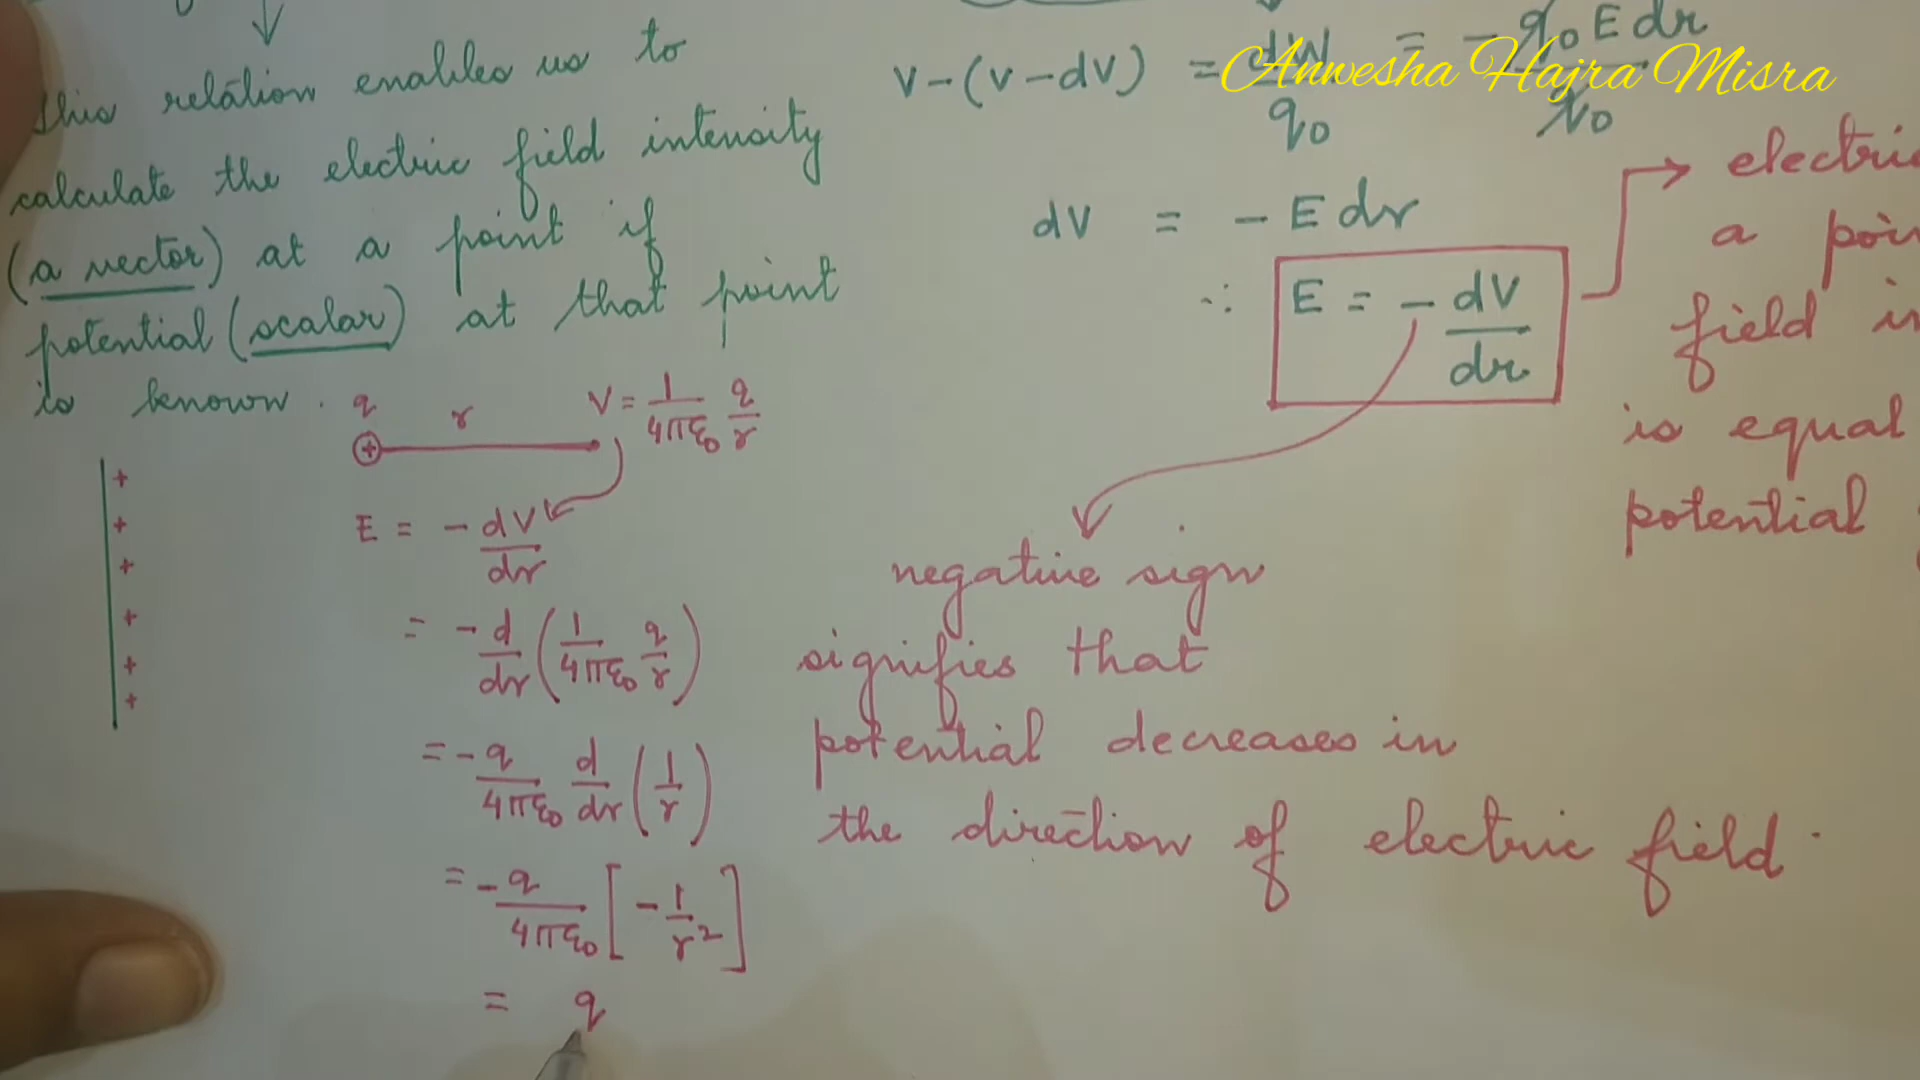 this relation enables us to
calculate the electric field intensity
(a vector) at a point if
potential (scalar) at that point
is known.
q r V = 1/4πε₀ q/r
+
+
+
+
+
+
E = - dV/dr
= - d/dr (1/4πε₀ q/r)
= - q/4πε₀ d/dr (1/r)
= - q/4πε₀ [- 1/r²]
= q
V - (V - dV) = dW/q₀ = - q₀ E dr/q₀
Anwesha Hajra Misra
dV = - E dr
∴ E = - dV/dr
negative sign
signifies that
potential decreases in
the direction of electric field.
electric
a poin
field in
is equal
potential